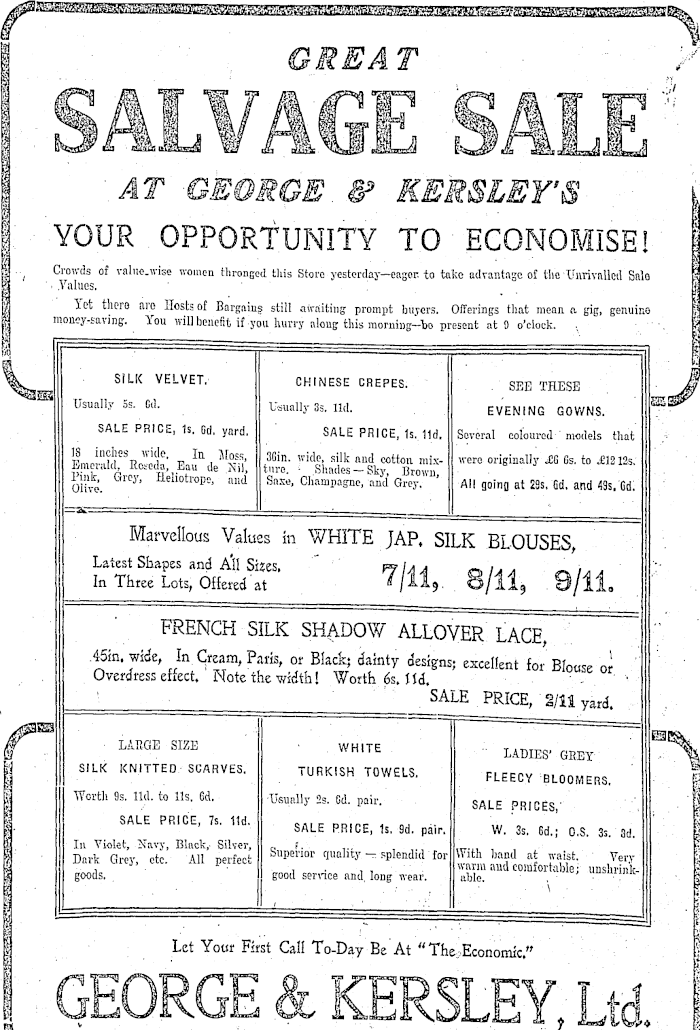 GREAT
SALVAGE SALE
AT GEORGE & KERSLEY'S
YOUR OPPORTUNITY TO ECONOMISE!
Crowds of value-wise women thronged this Store yesterday—eager to take advantage of the Unrivalled Sale
Values.
Yet there are Hosts of Bargains still awaiting prompt buyers. Offerings that mean a gig, genuine
money-saving. You will benefit if you hurry along this morning—be present at 9 o'clock.
SILK VELVET.
Usually 5s. 6d.
SALE PRICE, 1s. 6d. yard.
18 inches wide. In Moss,
Emerald, Reseda, Eau de Nil,
Pink, Grey, Heliotrope, and
Olive.
CHINESE CREPES.
Usually 3s. 11d.
SALE PRICE, 1s. 11d.
36in. wide, silk and cotton mix-
ture. Shades—Sky, Brown,
Saxe, Champagne, and Grey.
SEE THESE
EVENING GOWNS.
Several coloured models that
were originally £6 6s. to £12 12s.
All going at 29s. 6d. and 49s. 6d.
Marvellous Values in WHITE JAP. SILK BLOUSES,
Latest Shapes and All Sizes.
In Three Lots, Offered at
7/11, 8/11, 9/11.
FRENCH SILK SHADOW ALLOVER LACE,
45in. wide, In Cream, Paris, or Black; dainty designs; excellent for Blouse or
Overdress effect. Note the width! Worth 6s. 11d.
SALE PRICE, 2/11 yard.
LARGE SIZE
SILK KNITTED SCARVES.
Worth 9s. 11d. to 11s. 6d.
SALE PRICE, 7s. 11d.
In Violet, Navy, Black, Silver,
Dark Grey, etc. All perfect
goods.
WHITE
TURKISH TOWELS.
Usually 2s. 6d. pair.
SALE PRICE, 1s. 9d. pair.
Superior quality—splendid for
good service and long wear.
LADIES' GREY
FLEECY BLOOMERS.
SALE PRICES,
W. 3s. 6d.; O.S. 3s. 3d.
With band at waist. Very
warm and comfortable; unshrink-
able.
Let Your First Call To-Day Be At "The Economic."
GEORGE & KERSLEY, Ltd.